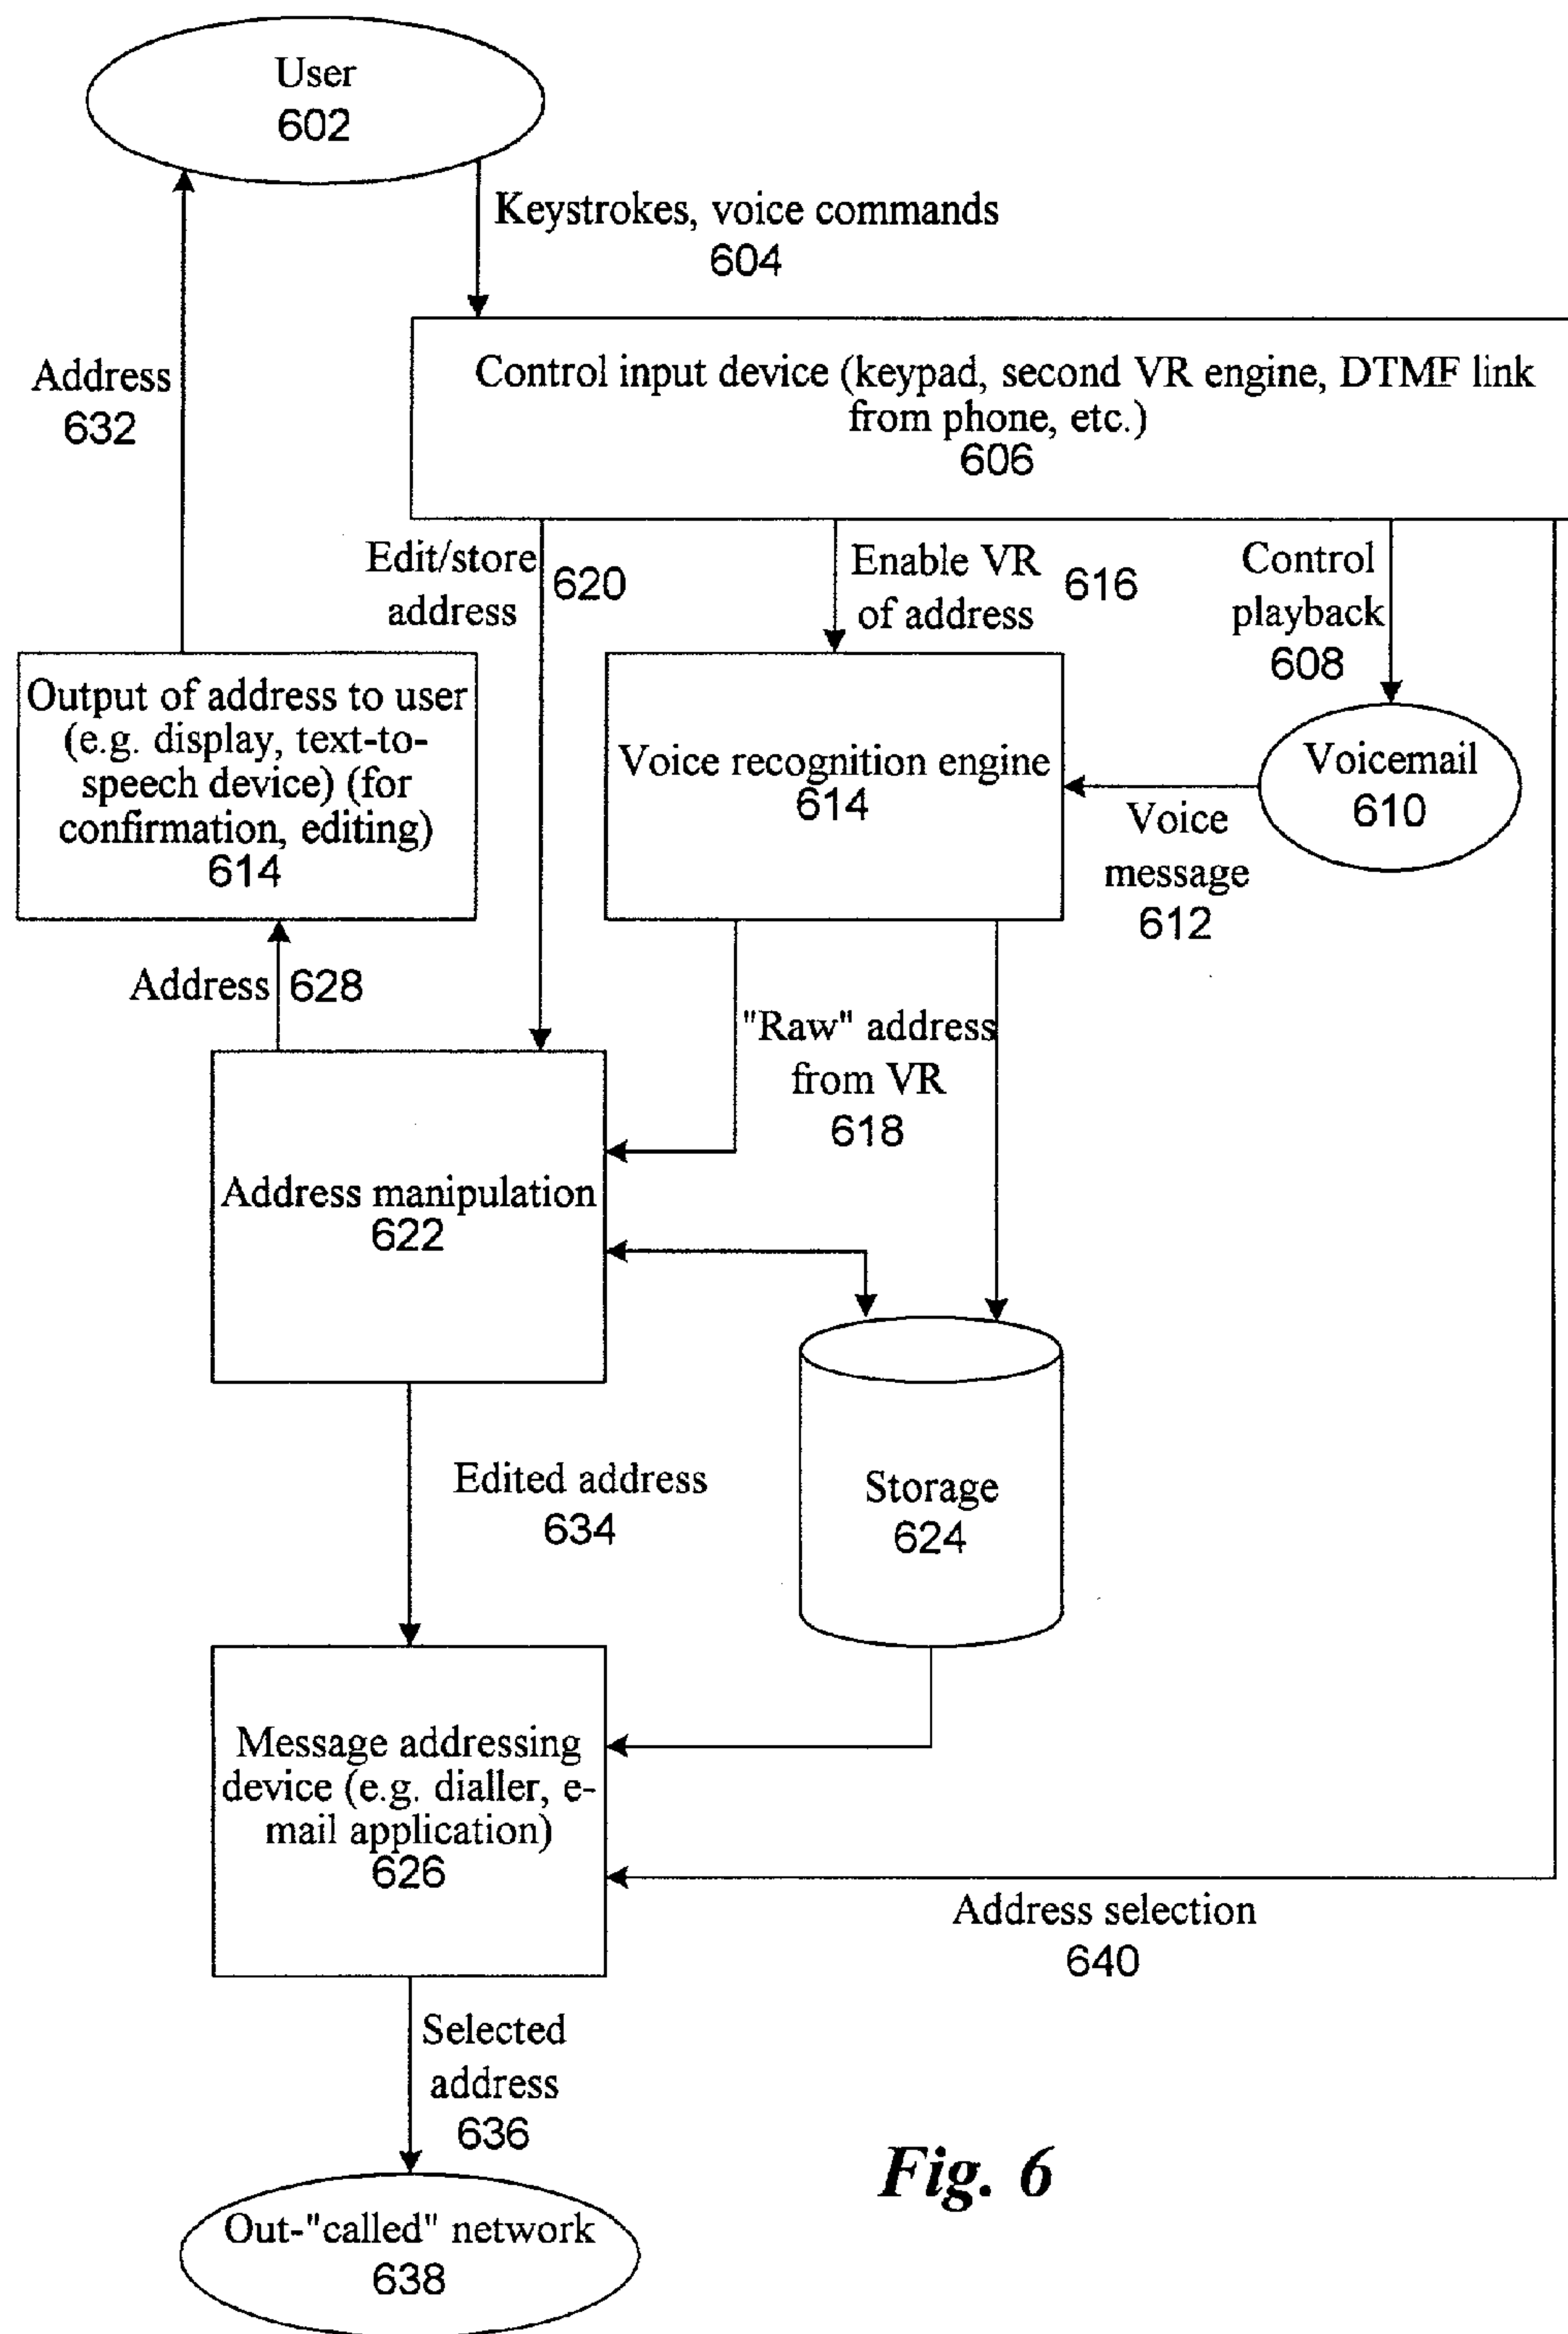 User
602
Keystrokes, voice commands
604
Address
632
Control input device (keypad, second VR engine, DTMF link
from phone, etc.)
606
Edit/store
address
620
Enable VR
of address
616
Control
playback
608
Output of address to user
(e.g. display, text-to-
speech device) (for
confirmation, editing)
614
Voice recognition engine
614
Voicemail
610
Voice
message
612
Address 628
"Raw" address
from VR
618
Address manipulation
622
Edited address
634
Storage
624
Message addressing
device (e.g. dialler, e-
mail application)
626
Address selection
640
Selected
address
636
Out-"called" network
638
Fig. 6